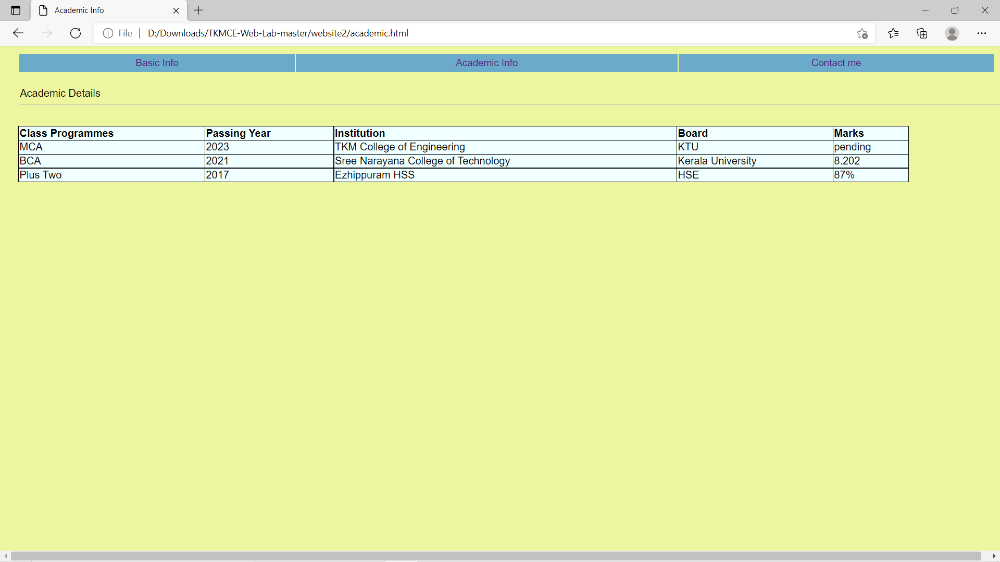 Academic Info
File
D:/Downloads/TKMCE-Web-Lab-master/website2/academic.html
Basic Info Academic Info Contact me
Academic Details
Class Programmes Passing Year Institution Board Marks
MCA 2023 TKM College of Engineering KTU pending
BCA 2021 Sree Narayana College of Technology Kerala University 8.202
Plus Two 2017 Ezhippuram HSS HSE 87%